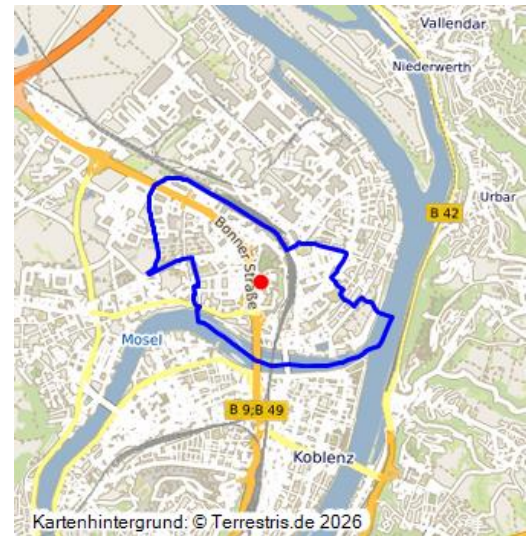 Vallendar
Niederwerth
Urbar
B 42
Bonner Straße
Mosel
B 9;B 49
Koblenz
Kartenhintergrund: © Terrestris.de 2026